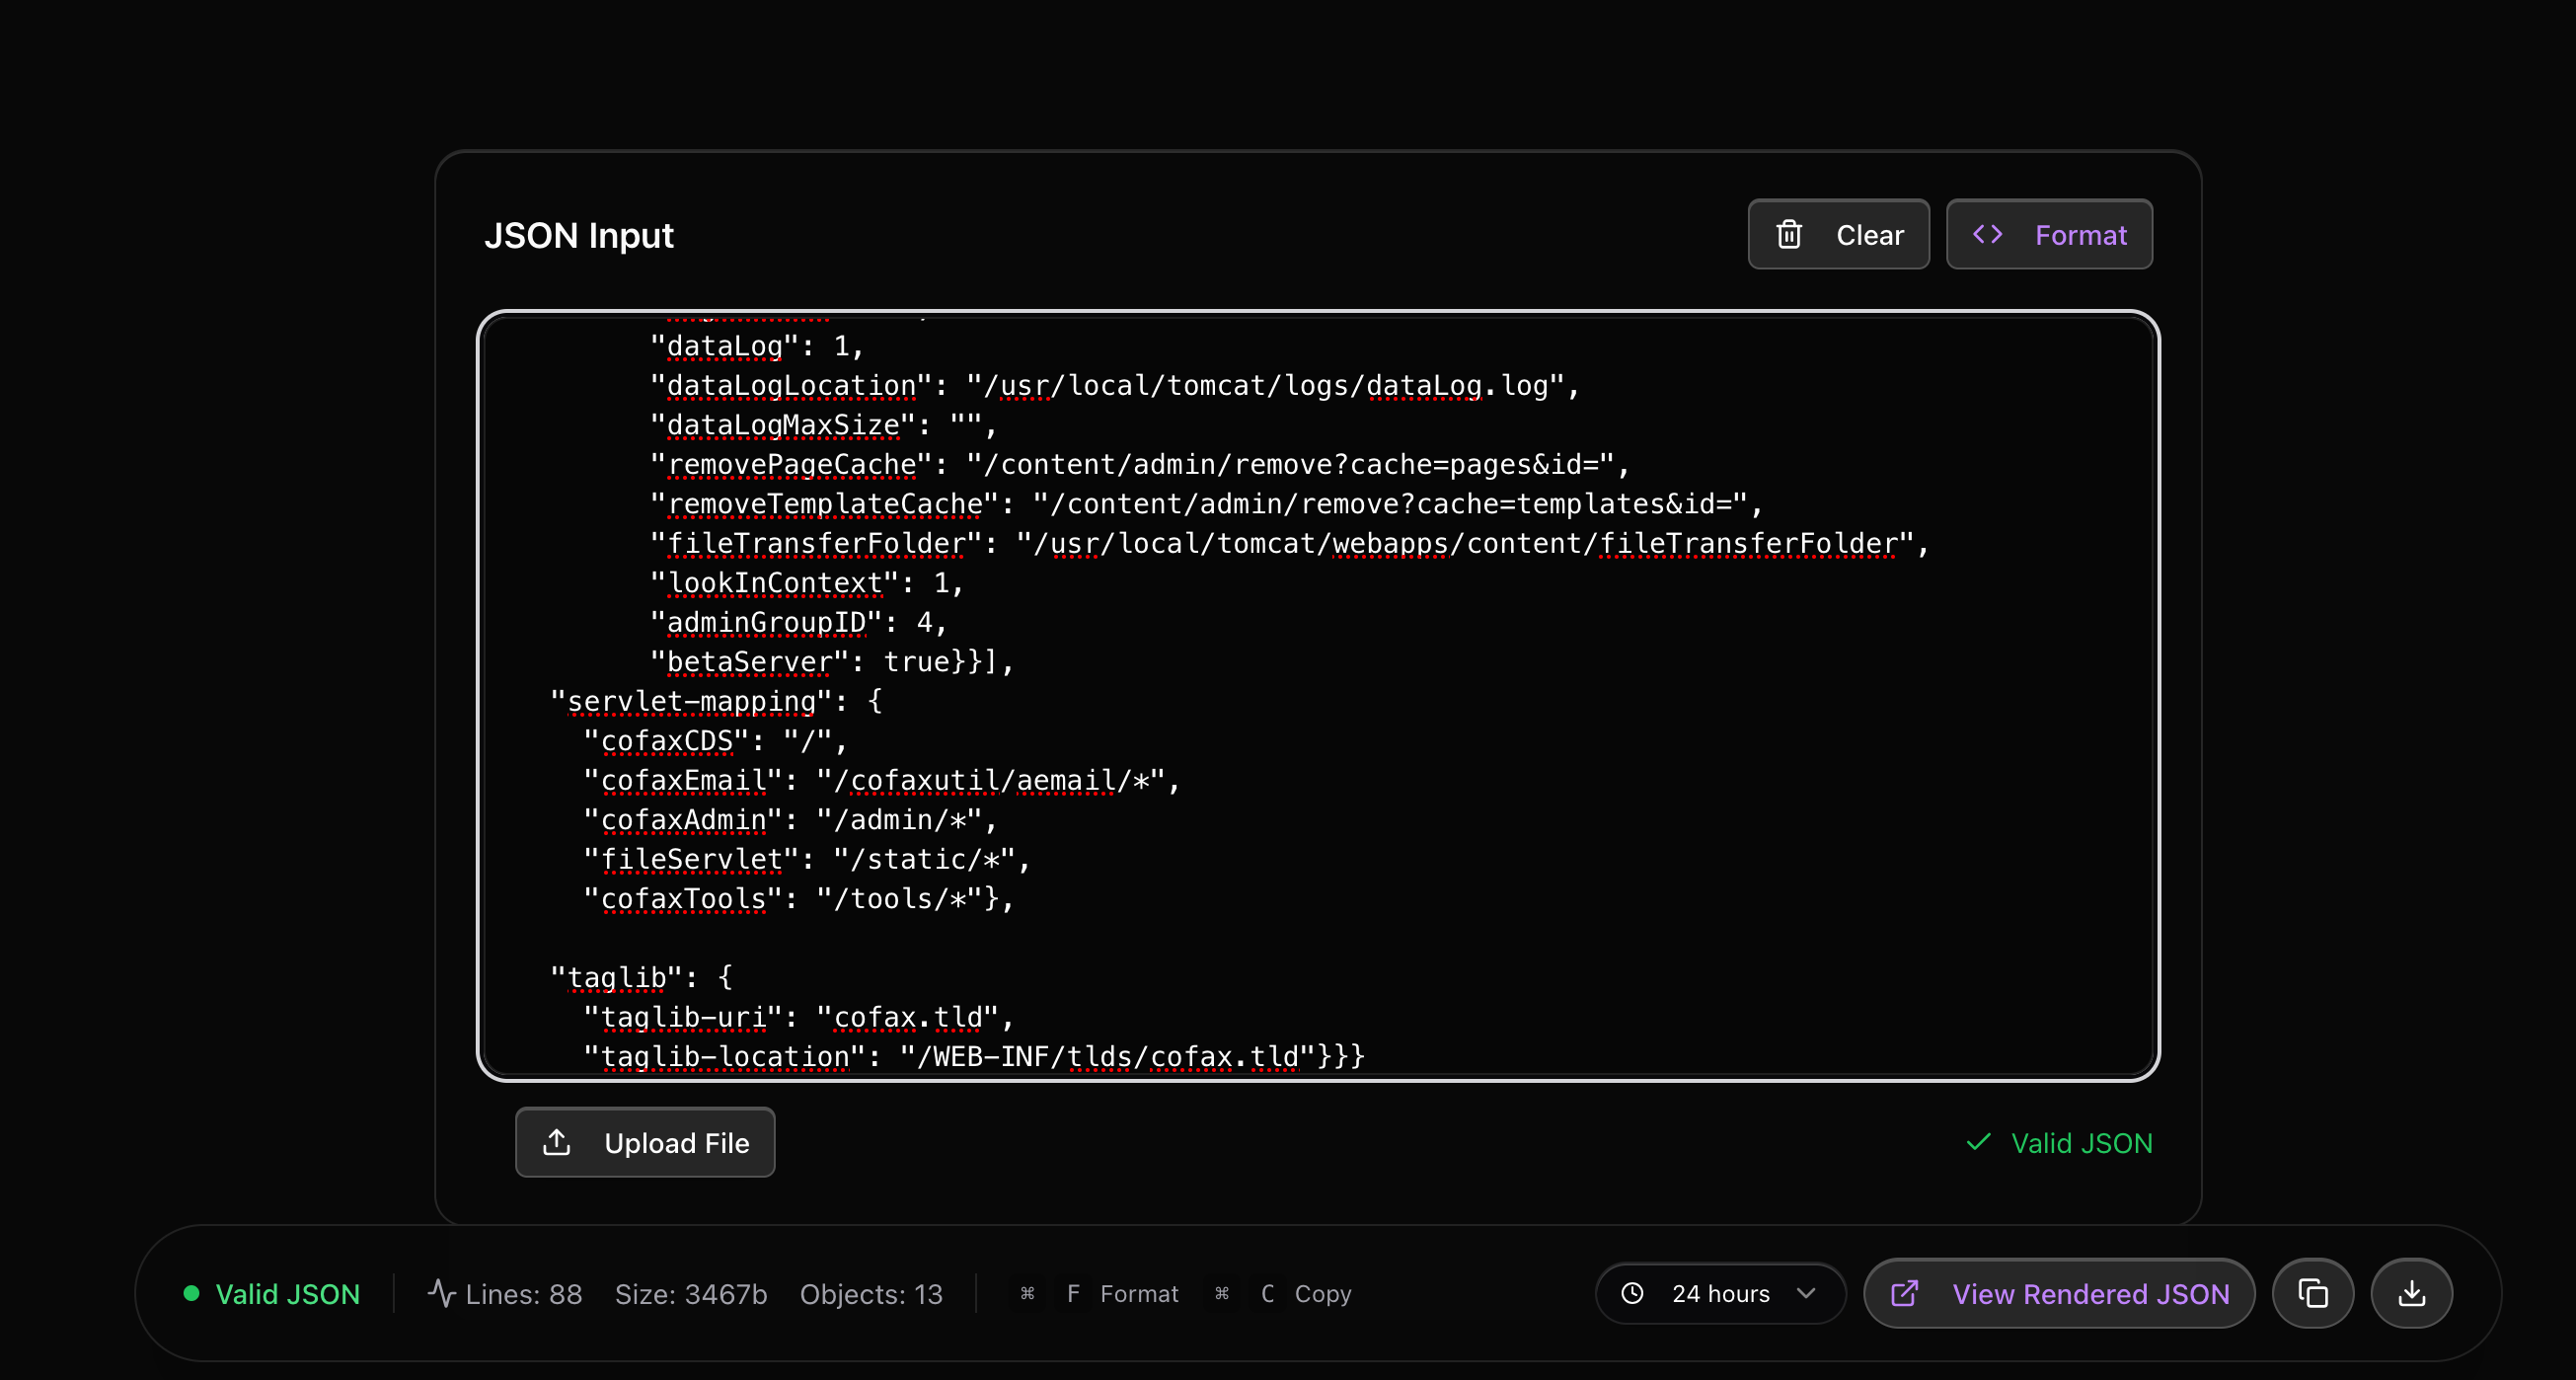 JSON Input
Clear
Format
"dataLog": 1,
"dataLogLocation": "/usr/local/tomcat/logs/dataLog.log",
"dataLogMaxSize": "",
"removePageCache": "/content/admin/remove?cache=pages&id=",
"removeTemplateCache": "/content/admin/remove?cache=templates&id=",
"fileTransferFolder": "/usr/local/tomcat/webapps/content/fileTransferFolder",
"lookInContext": 1,
"adminGroupID": 4,
"betaServer": true}}],
"servlet-mapping": {
"cofaxCDS": "/",
"cofaxEmail": "/cofaxutil/aemail/*",
"cofaxAdmin": "/admin/*",
"fileServlet": "/static/*",
"cofaxTools": "/tools/*"},
"taglib": {
"taglib-uri": "cofax.tld",
"taglib-location": "/WEB-INF/tlds/cofax.tld"}}}
Upload File
Valid JSON
Valid JSON
Lines: 88
Size: 3467b
Objects: 13
⌘ F Format
⌘ C Copy
24 hours
View Rendered JSON